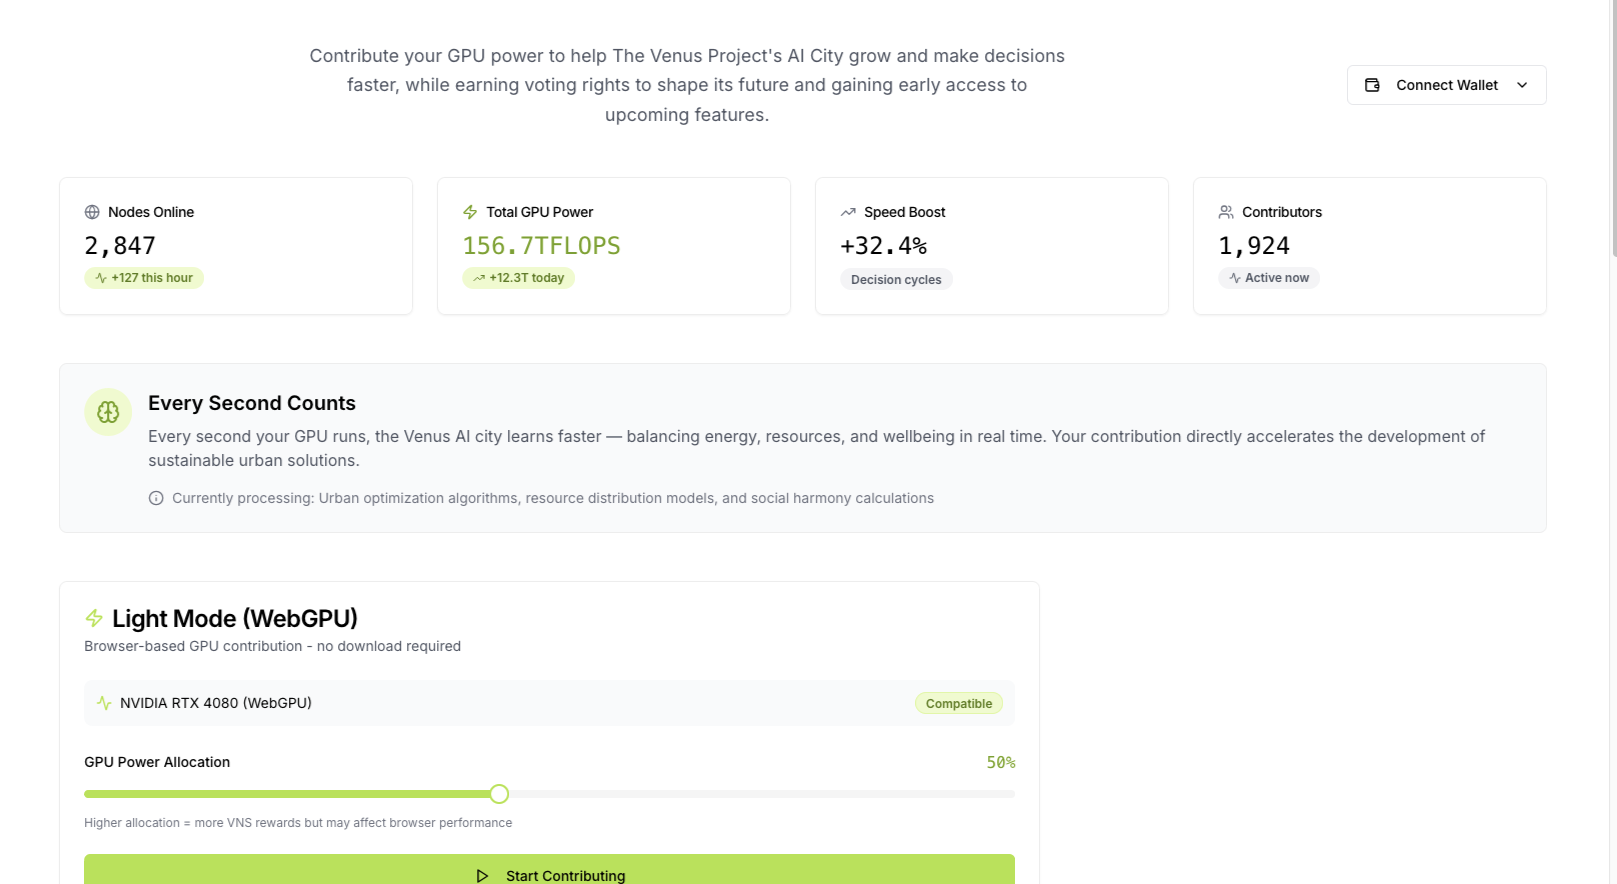 Contribute your GPU power to help The Venus Project's AI City grow and make decisions
faster, while earning voting rights to shape its future and gaining early access to
upcoming features.
Connect Wallet
Nodes Online
2,847
+127 this hour
Total GPU Power
156.7TFLOPS
+12.3T today
Speed Boost
+32.4%
Decision cycles
Contributors
1,924
Active now
Every Second Counts
Every second your GPU runs, the Venus AI city learns faster — balancing energy, resources, and wellbeing in real time. Your contribution directly accelerates the development of
sustainable urban solutions.
Currently processing: Urban optimization algorithms, resource distribution models, and social harmony calculations
Light Mode (WebGPU)
Browser-based GPU contribution - no download required
NVIDIA RTX 4080 (WebGPU)
Compatible
GPU Power Allocation
50%
Higher allocation = more VNS rewards but may affect browser performance
Start Contributing